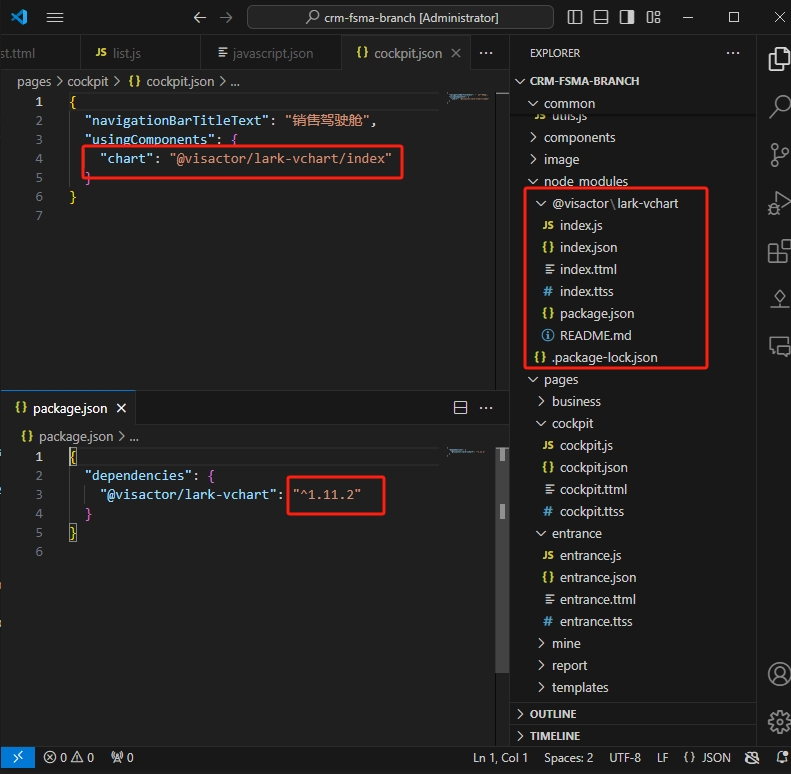 crm-fsma-branch [Administrator]
st.ttml
JS list.js
javascript.json
{} cockpit.json
...
pages > cockpit > {} cockpit.json > ...
1 {
2 "navigationBarTitleText": "销售驾驶舱",
3 "usingComponents": {
4 "chart": "@visactor/lark-vchart/index"
5 }
6 }
7
{} package.json
...
{} package.json > ...
1 {
2 "dependencies": {
3 "@visactor/lark-vchart": "^1.11.2"
4 }
5 }
6
EXPLORER
...
CRM-FSMA-BRANCH
common
JS utils.js
components
image
node_modules
@visactor\lark-vchart
JS index.js
{} index.json
index.ttml
# index.ttss
{} package.json
README.md
{} .package-lock.json
pages
business
cockpit
JS cockpit.js
{} cockpit.json
cockpit.ttml
# cockpit.ttss
entrance
JS entrance.js
{} entrance.json
entrance.ttml
# entrance.ttss
mine
report
templates
OUTLINE
TIMELINE
0 0 0
Ln 1, Col 1
Spaces: 2
UTF-8
LF
{} JSON